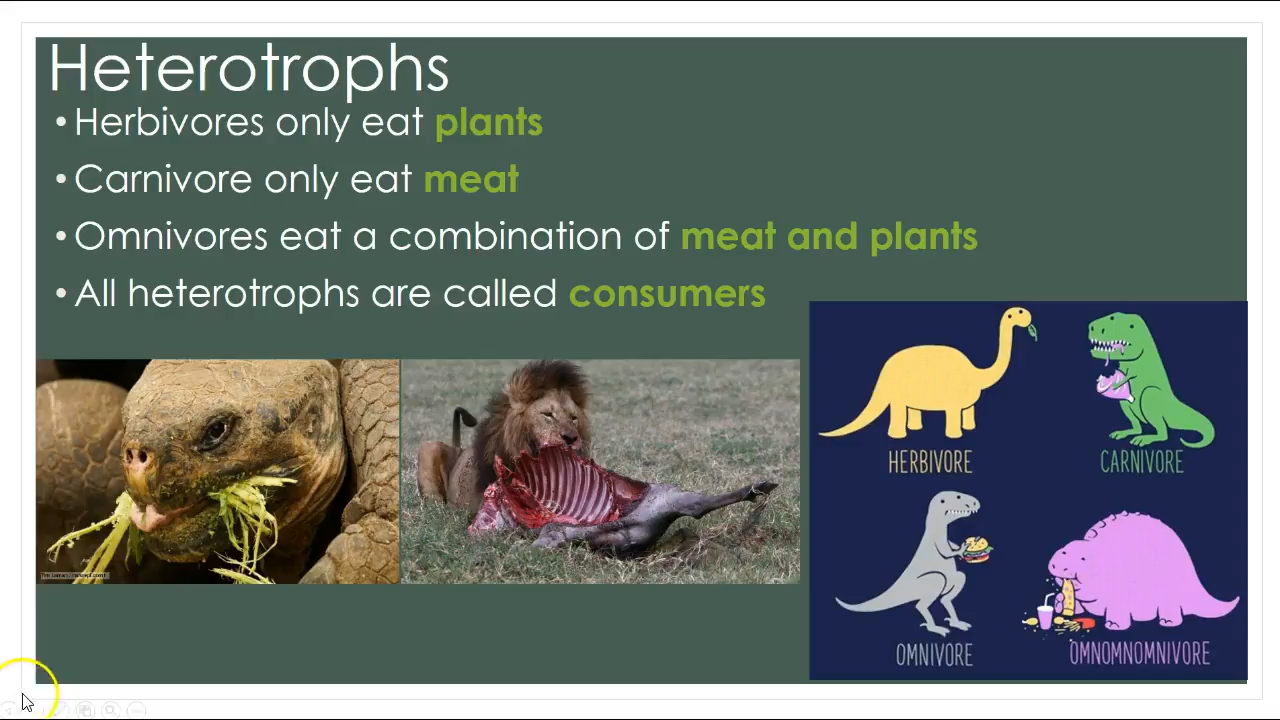 Heterotrophs
• Herbivores only eat plants
• Carnivore only eat meat
• Omnivores eat a combination of meat and plants
• All heterotrophs are called consumers
HERBIVORE
CARNIVORE
OMNIVORE
OMNOMNOMNIVORE